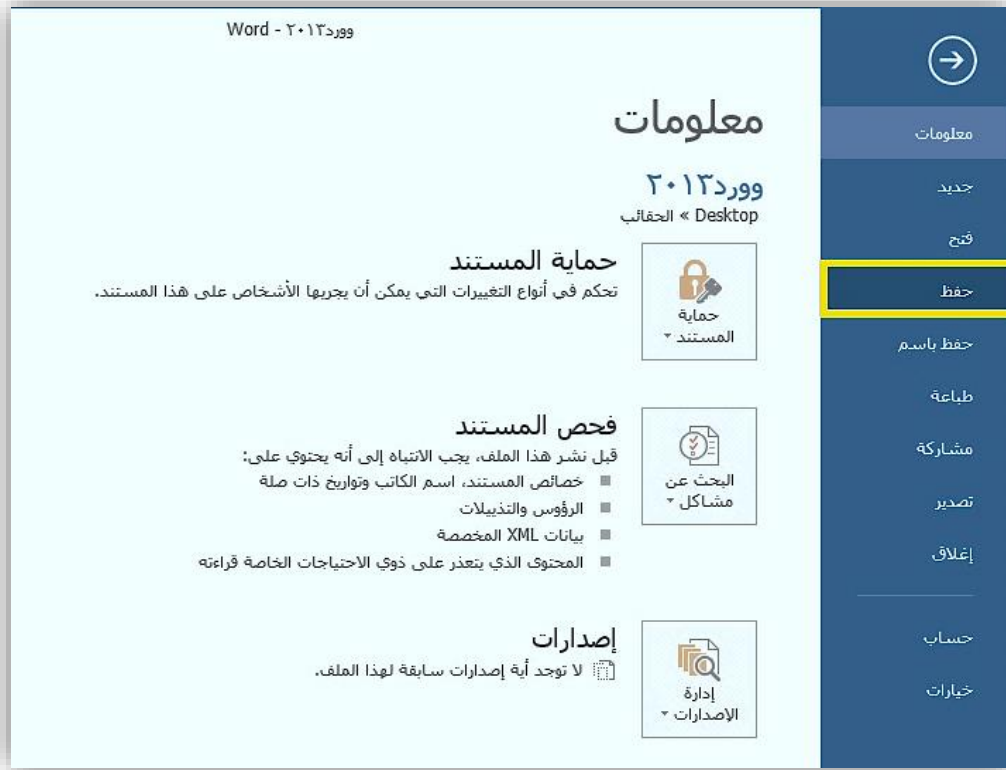 وورد٢٠١٣ - Word
معلومات
جديد
فتح
حفظ
حفظ باسم
طباعة
مشاركة
تصدير
إغلاق
حساب
خيارات
معلومات
وورد٢٠١٣
Desktop » الحقائب
حماية المستند
تحكم في أنواع التغييرات التي يمكن أن يجريها الأشخاص على هذا المستند.
حماية
المستند
فحص المستند
قبل نشر هذا الملف، يجب الانتباه إلى أنه يحتوي على:
خصائص المستند، اسم الكاتب وتواريخ ذات صلة
الرؤوس والتذييلات
بيانات XML المخصصة
المحتوى الذي يتعذر على ذوي الاحتياجات الخاصة قراءته
البحث عن
مشاكل
إصدارات
لا توجد أية إصدارات سابقة لهذا الملف.
إدارة
الإصدارات